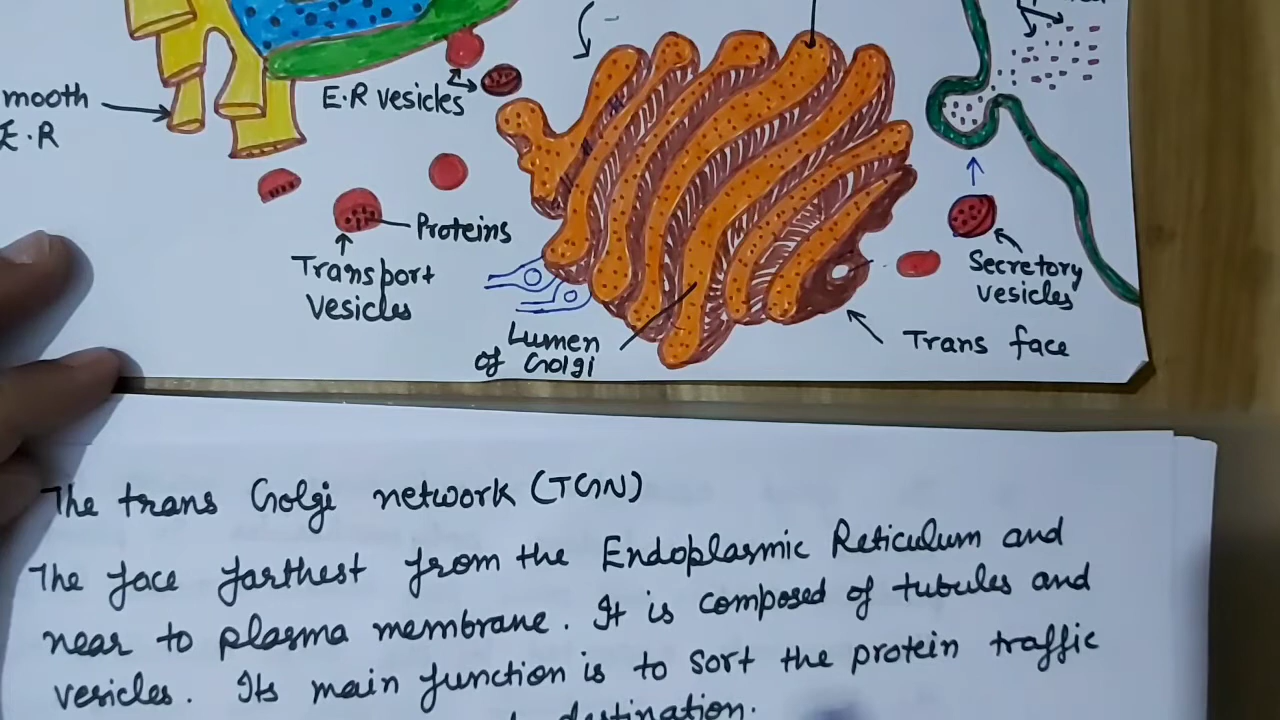 E.R vesicles
mooth
E.R
Proteins
Transport
vesicles
Lumen
of Golgi
Secretory
vesicles
Trans face
The trans Golgi network (TGN)
The face farthest from the Endoplasmic Reticulum and
near to plasma membrane. It is composed of tubules and
vesicles. Its main function is to sort the protein traffic
destination.